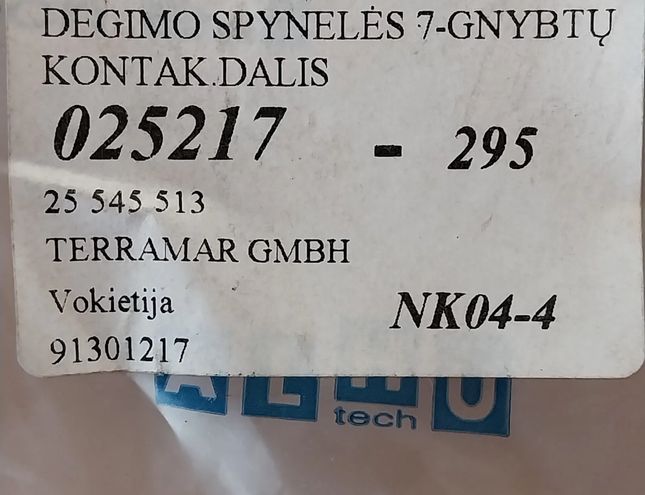 DEGIMO SPYNELĖS 7-GNYBTŲ
KONTAK.DALIS
025217 - 295
25 545 513
TERRAMAR GMBH
Vokietija NK04-4
91301217
tech